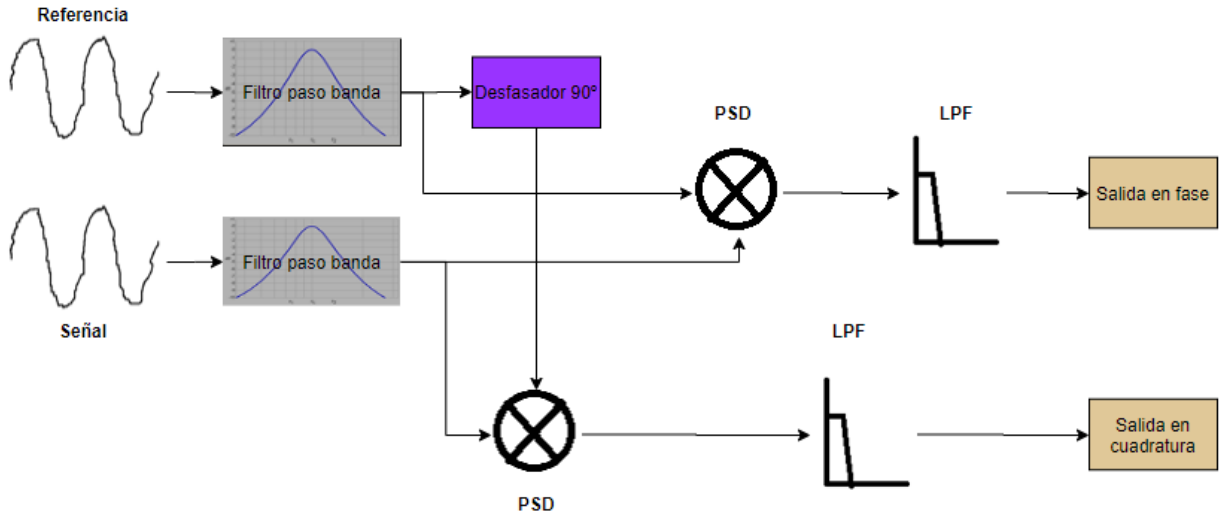 Referencia
Filtro paso banda
Desfasador 90º
PSD
LPF
Salida en fase
Filtro paso banda
Señal
LPF
Salida en
cuadratura
PSD